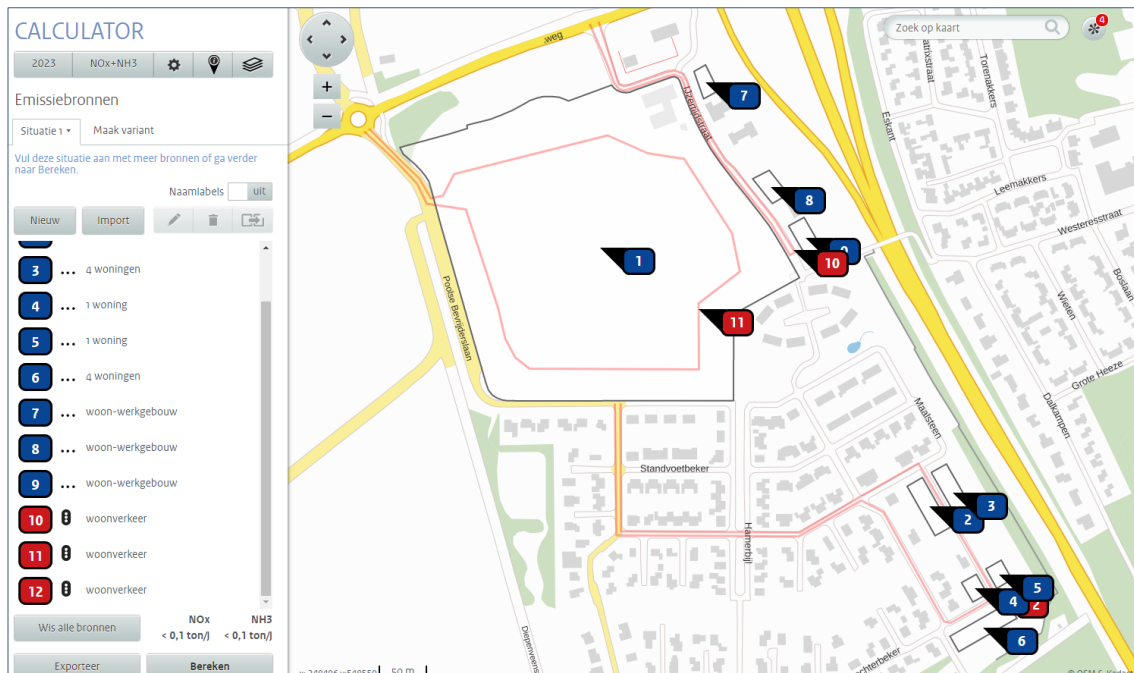 CALCULATOR
2023
NOx+NH3
Emissiebronnen
Situatie 1
Maak variant
Vul deze situatie aan met meer bronnen of ga verder
naar Bereken.
Naamlabels
uit
Nieuw
Import
3 ... 4 woningen
4 ... 1 woning
5 ... 1 woning
6 ... 4 woningen
7 ... woon-werkgebouw
8 ... woon-werkgebouw
9 ... woon-werkgebouw
10 woonverkeer
11 woonverkeer
12 woonverkeer
Wis alle bronnen
NOx
NH3
< 0,1 ton/j
< 0,1 ton/j
Exporteer
Bereken
+
−
Zoek op kaart
4
.weg
7
8
10
1
11
Poolse Bevrijderslaan
Torenakkers
Eskant
Leemakkers
Westeresstraat
Boslaan
Wieten
Grote Heeze
Dalkampen
Maalsteen
Standvoetbeker
Hamerbijl
3
2
5
4
2
6
50 m